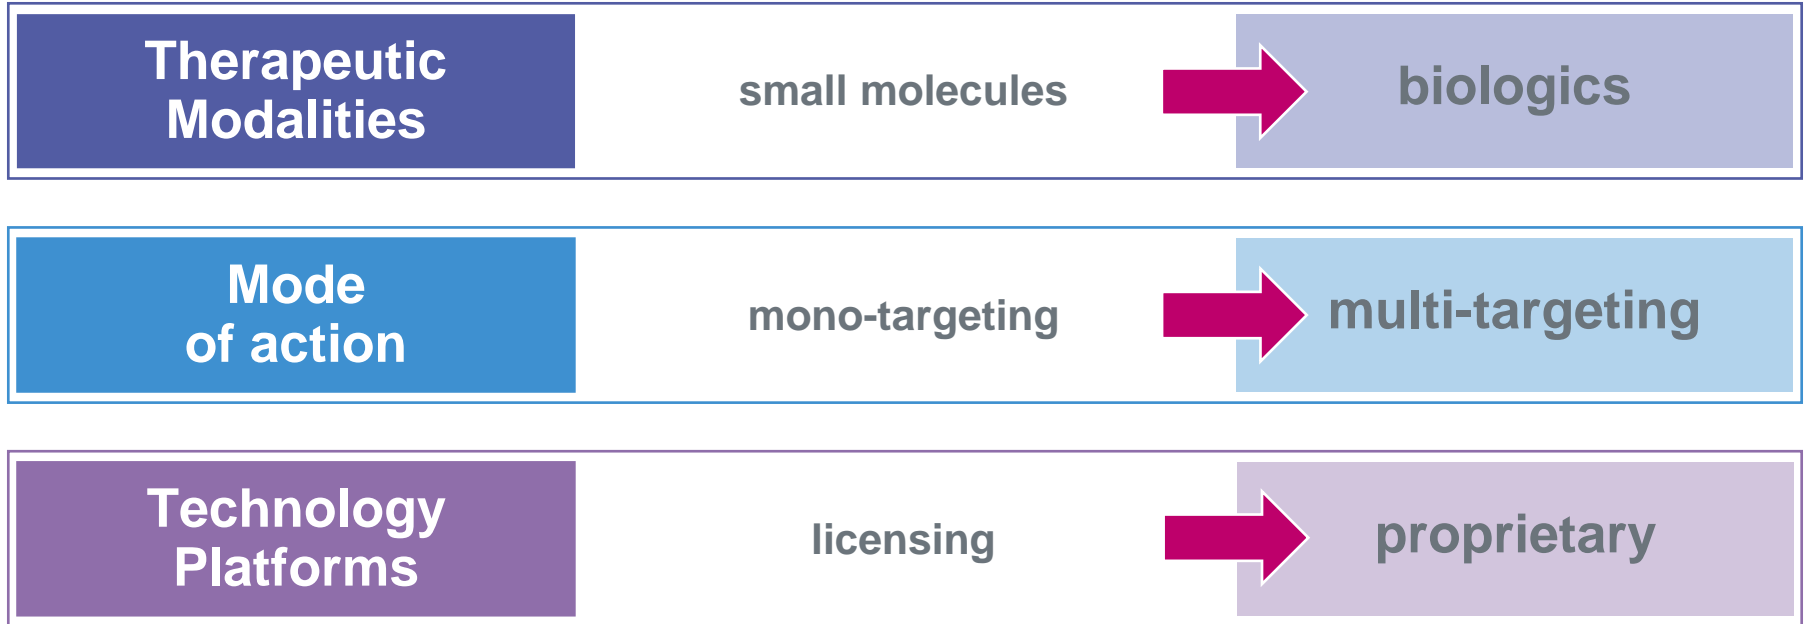 Therapeutic
Modalities
small molecules
biologics
Mode
of action
mono-targeting
multi-targeting
Technology
Platforms
licensing
proprietary